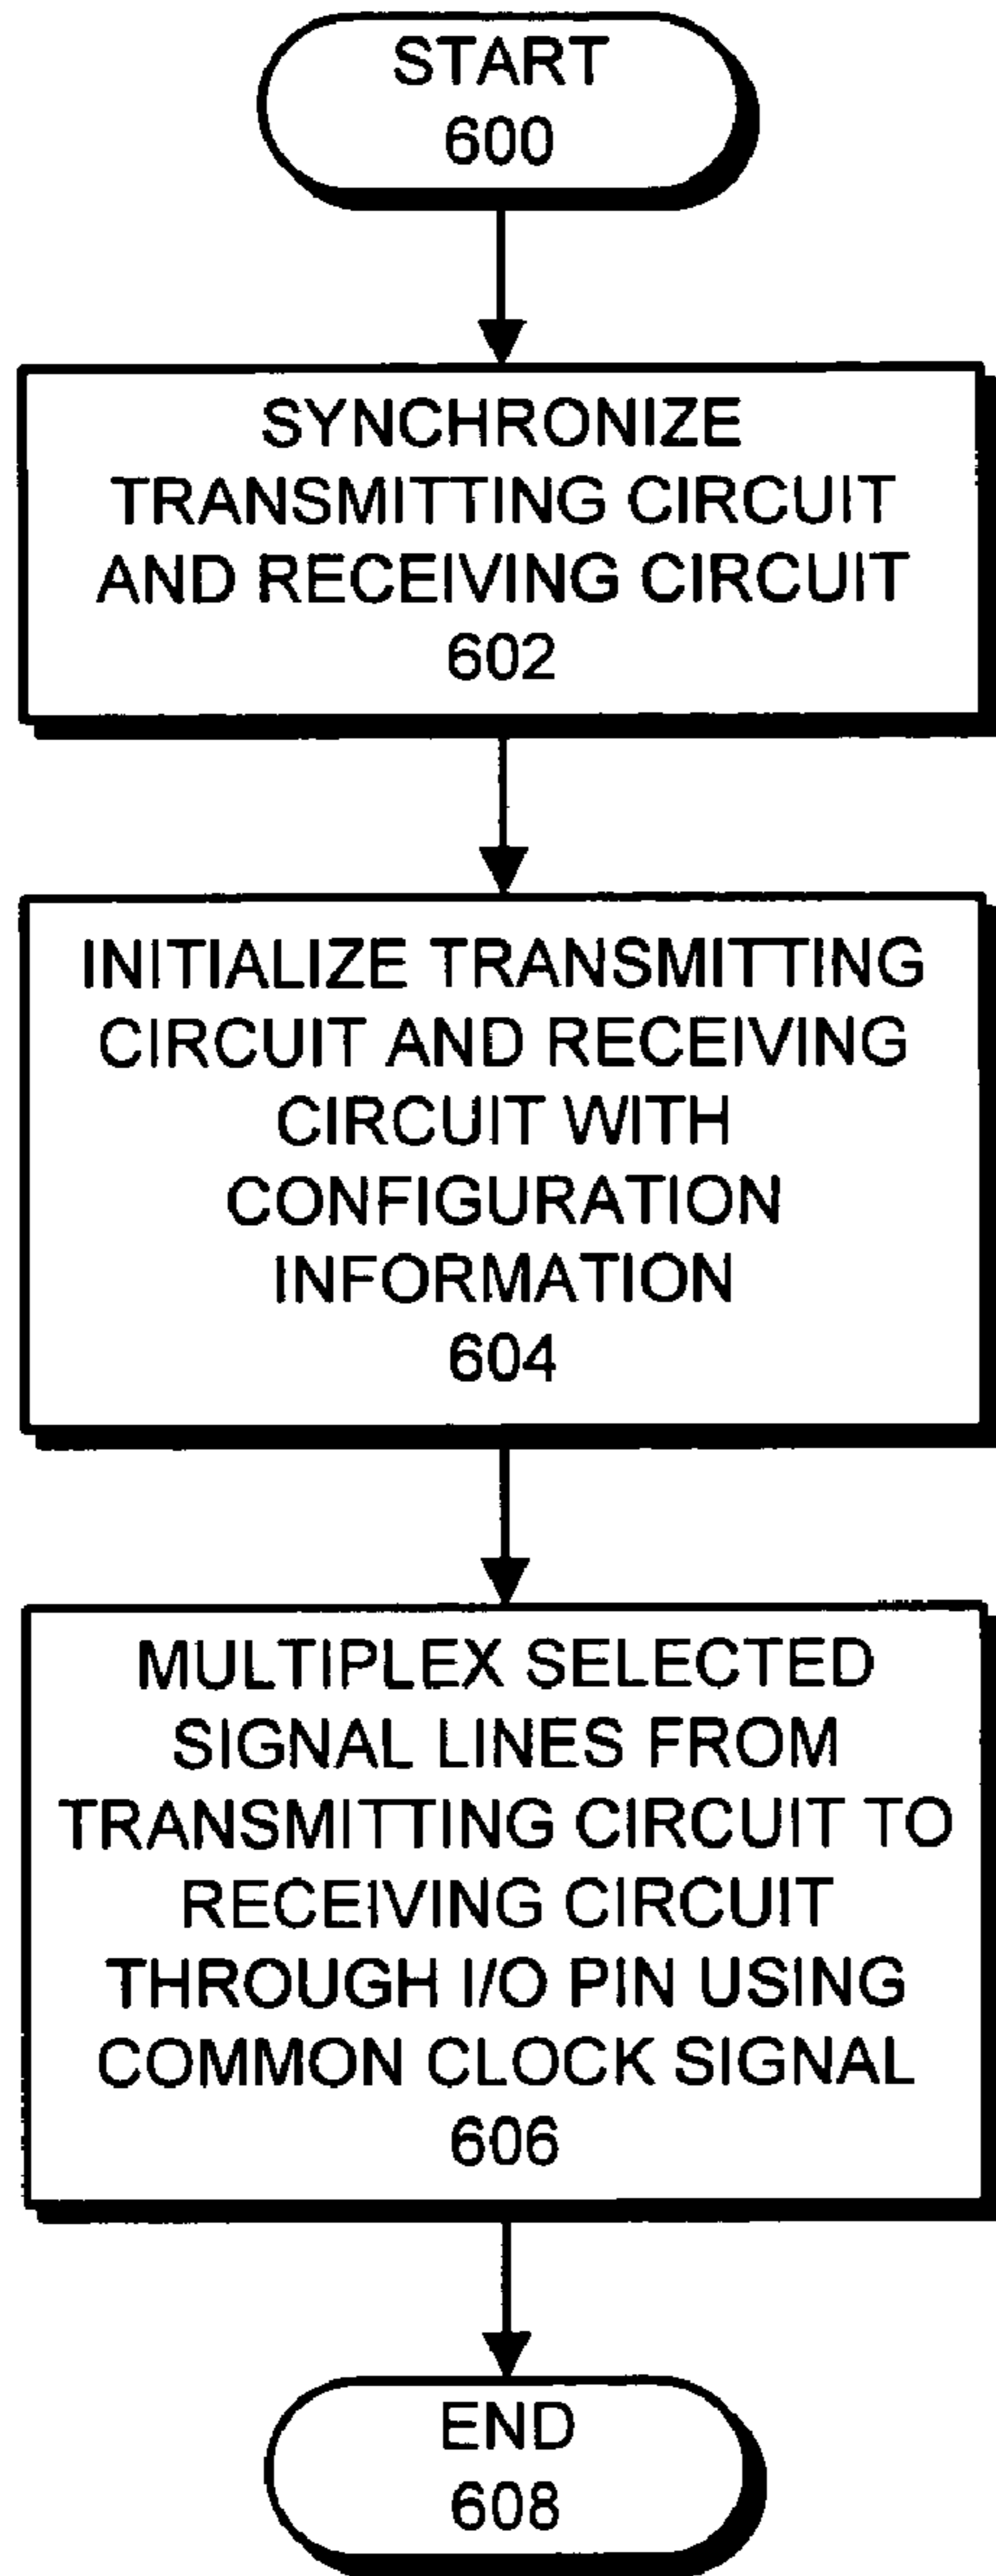 START
600
SYNCHRONIZE
TRANSMITTING CIRCUIT
AND RECEIVING CIRCUIT
602
INITIALIZE TRANSMITTING
CIRCUIT AND RECEIVING
CIRCUIT WITH
CONFIGURATION
INFORMATION
604
MULTIPLEX SELECTED
SIGNAL LINES FROM
TRANSMITTING CIRCUIT TO
RECEIVING CIRCUIT
THROUGH I/O PIN USING
COMMON CLOCK SIGNAL
606
END
608